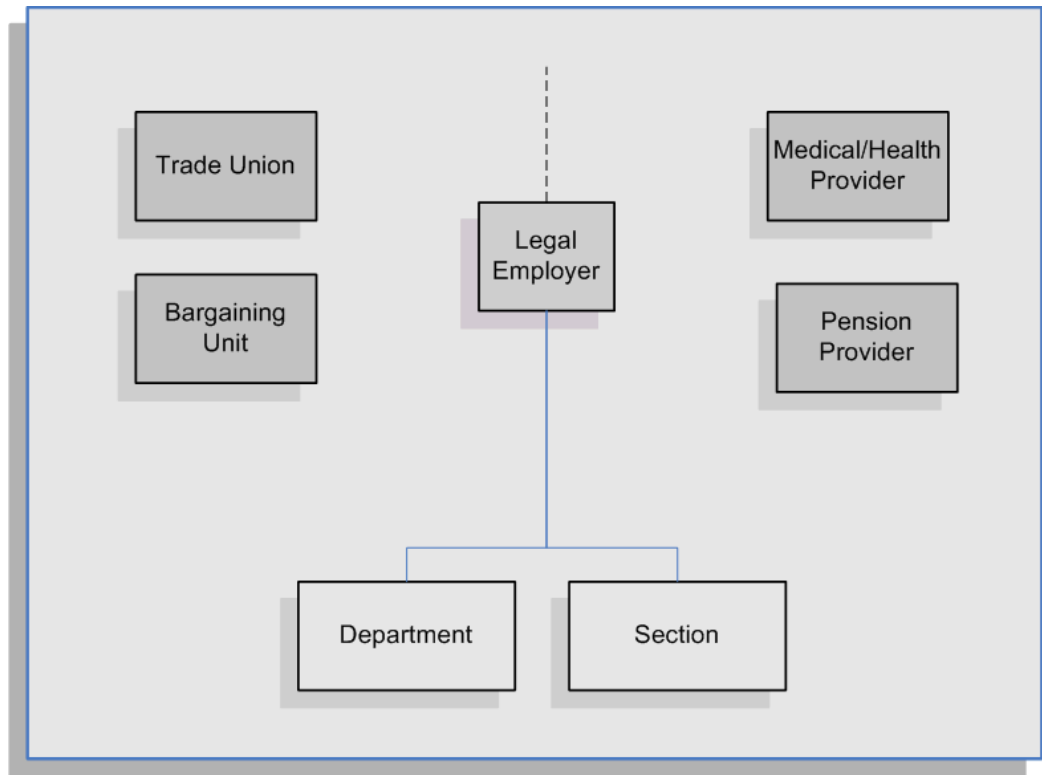 Trade Union
Medical/Health
Provider
Legal
Employer
Bargaining
Unit
Pension
Provider
Department
Section